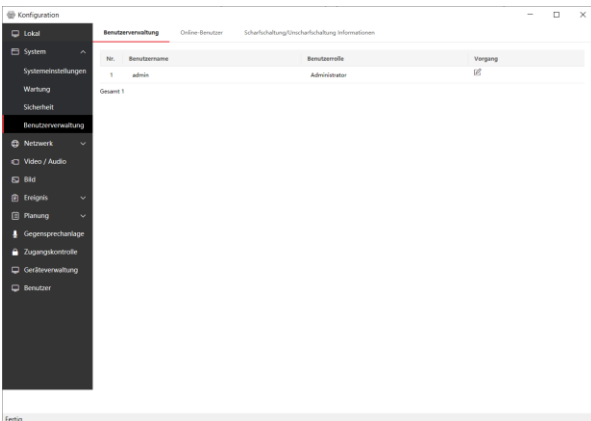 Konfiguration
Lokal
System
Systemeinstellungen
Wartung
Sicherheit
Benutzerverwaltung
Netzwerk
Video / Audio
Bild
Ereignis
Planung
Gegensprechanlage
Zugangskontrolle
Geräteverwaltung
Benutzer
Benutzerverwaltung Online-Benutzer Scharfschaltung/Unscharfschaltung Informationen
Nr. Benutzername Benutzerrolle Vorgang
1 admin Administrator
Gesamt 1
Fertig